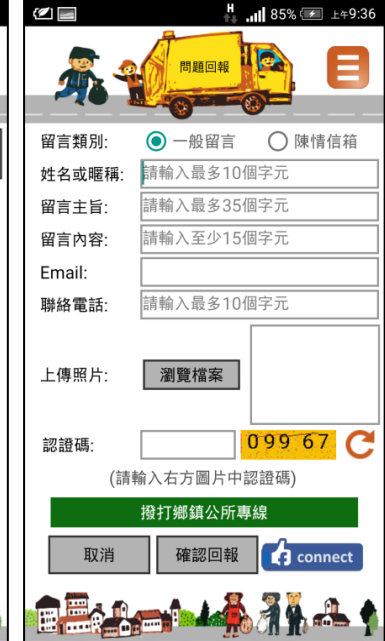 H 85% 上午9:36
問題回報
留言類別: 一般留言 陳情信箱
姓名或暱稱: 請輸入最多10個字元
留言主旨: 請輸入最多35個字元
留言內容: 請輸入至少15個字元
Email:
聯絡電話: 請輸入最多10個字元
上傳照片: 瀏覽檔案
認證碼: 099 67
(請輸入右方圖片中認證碼)
撥打鄉鎮公所專線
取消 確認回報 connect